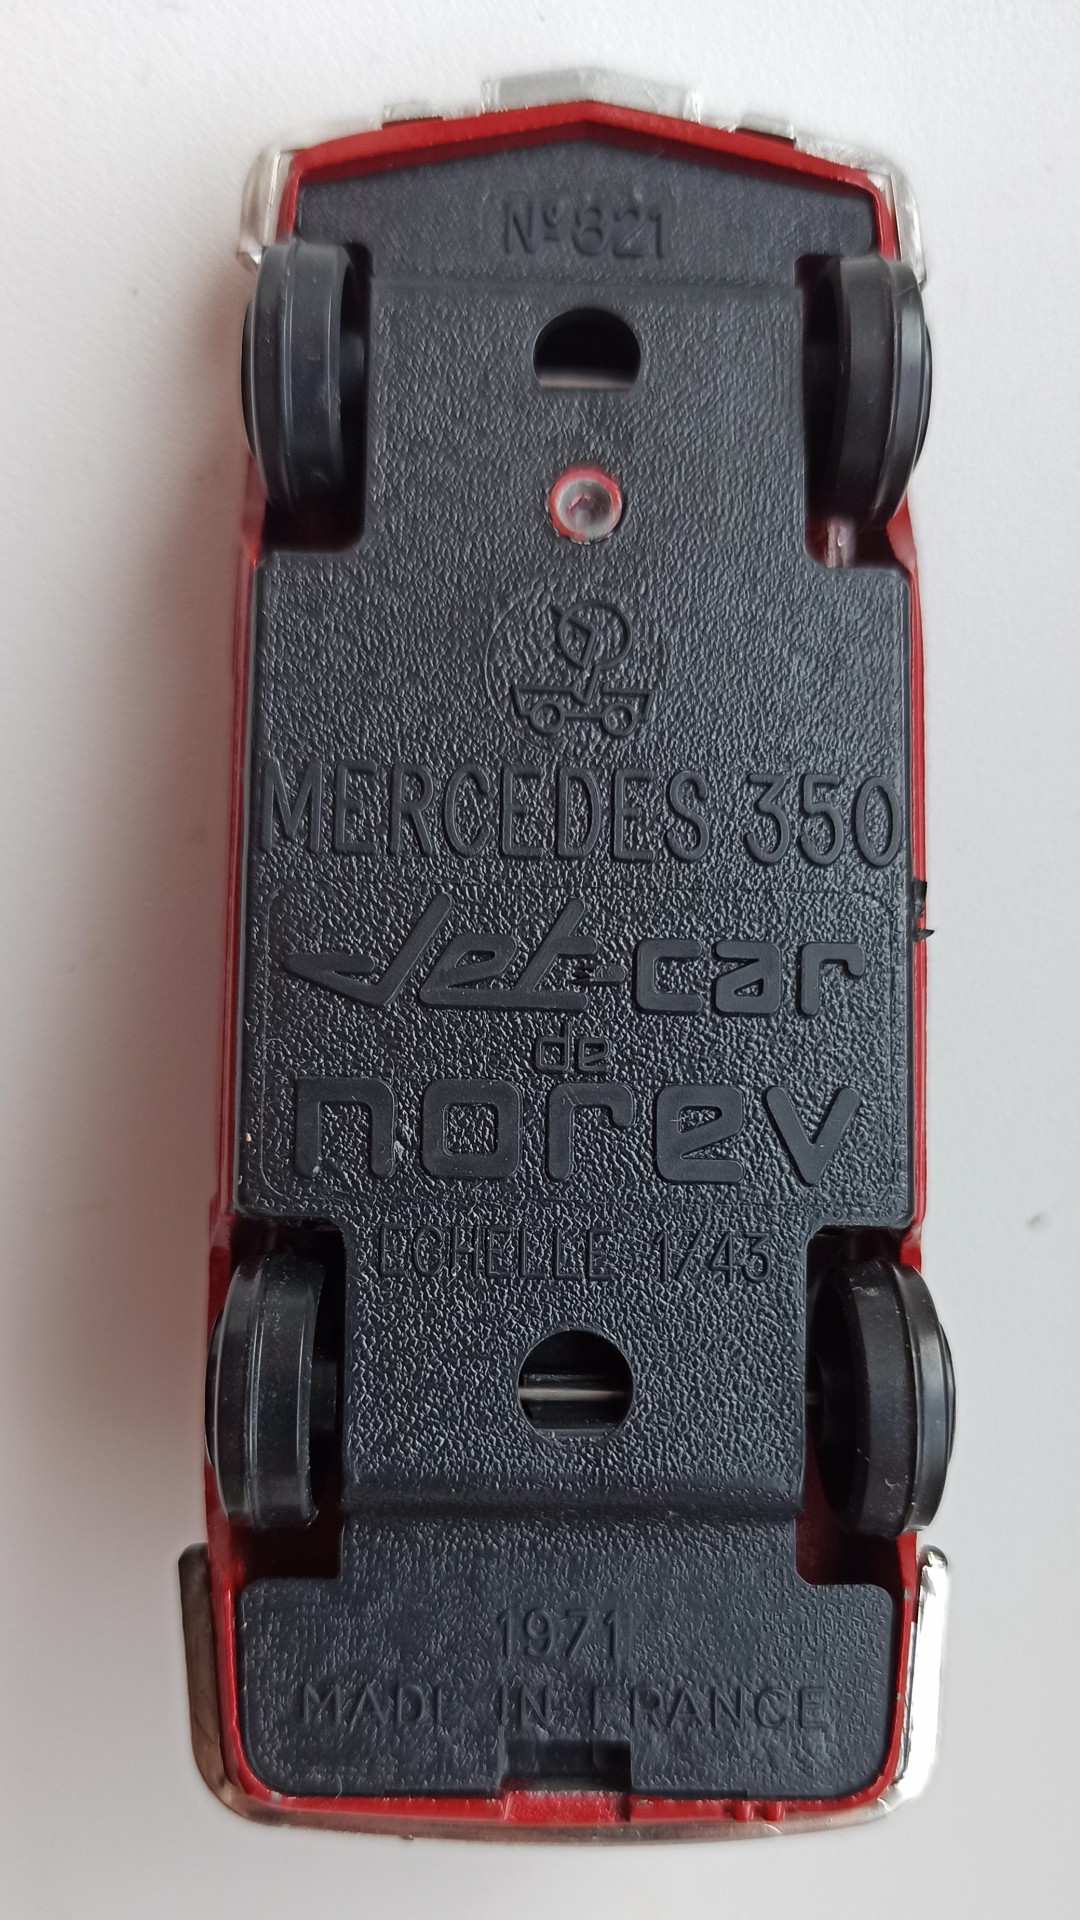 Nº821
MERCEDES 350
Jet-car
de
norev
ECHELLE 1/43
1971
MADE IN FRANCE